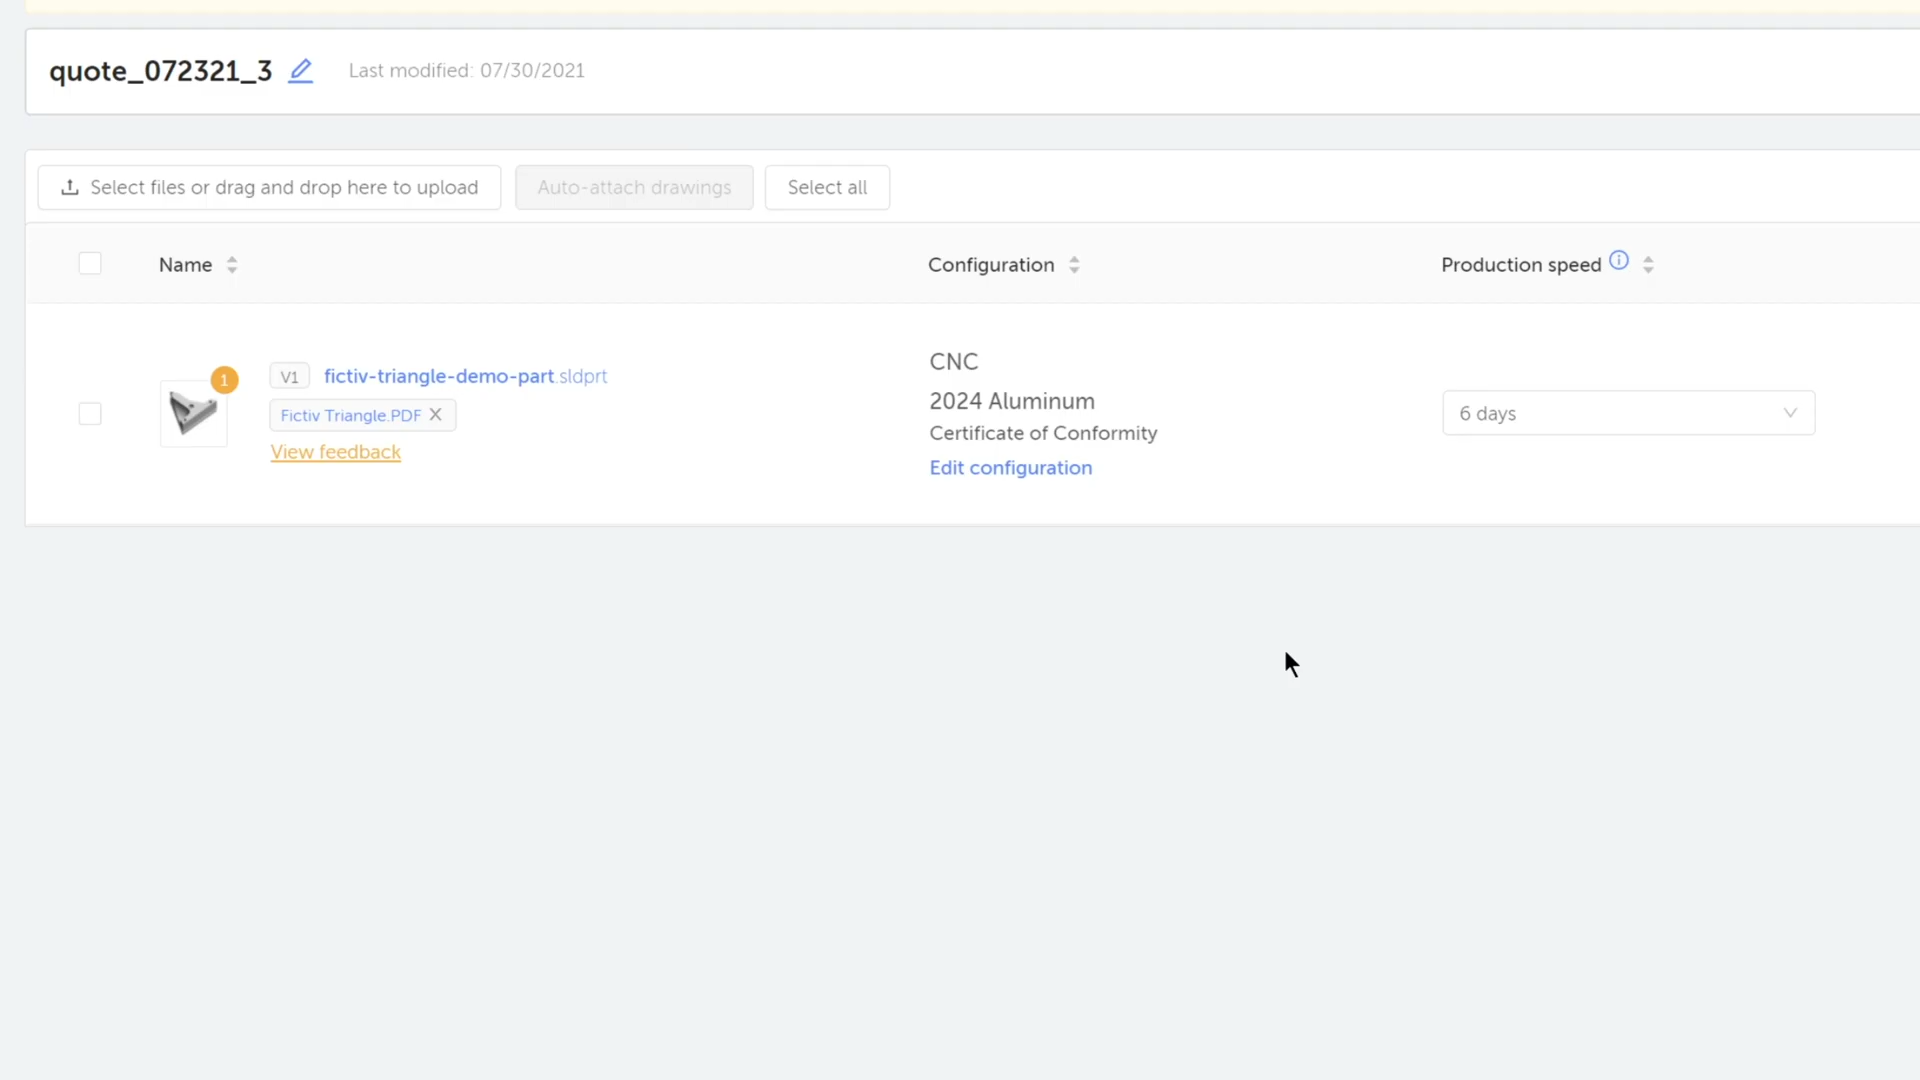 quote_072321_3
Last modified: 07/30/2021
Select files or drag and drop here to upload
Auto-attach drawings
Select all
Name
Configuration
Production speed
1
V1
fictiv-triangle-demo-part.sldprt
Fictiv Triangle.PDF
View feedback
CNC
2024 Aluminum
Certificate of Conformity
Edit configuration
6 days